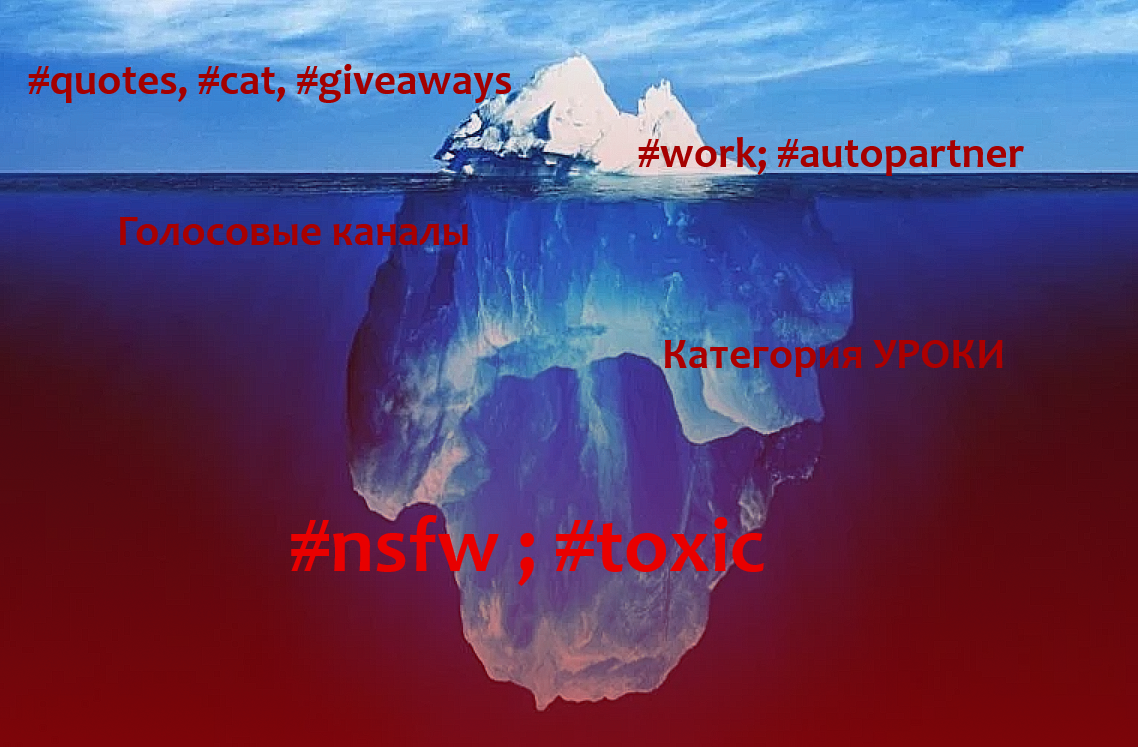 #quotes, #cat, #giveaways
#work; #autopartner
Голосовые каналы
Категория УРОКИ
#nsfw ; #toxic